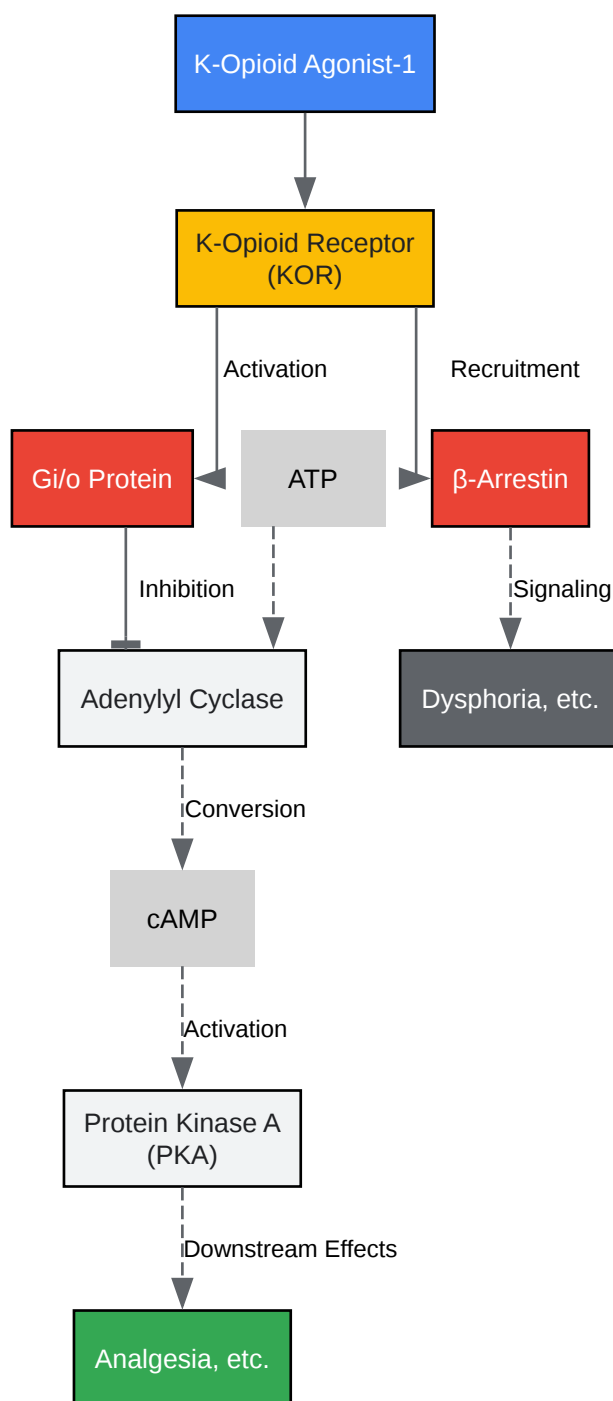 K-Opioid Agonist-1
K-Opioid Receptor
(KOR)
Activation
Recruitment
Gi/o Protein
ATP
β-Arrestin
Inhibition
Signaling
Adenylyl Cyclase
Dysphoria, etc.
Conversion
cAMP
Activation
Protein Kinase A
(PKA)
Downstream Effects
Analgesia, etc.